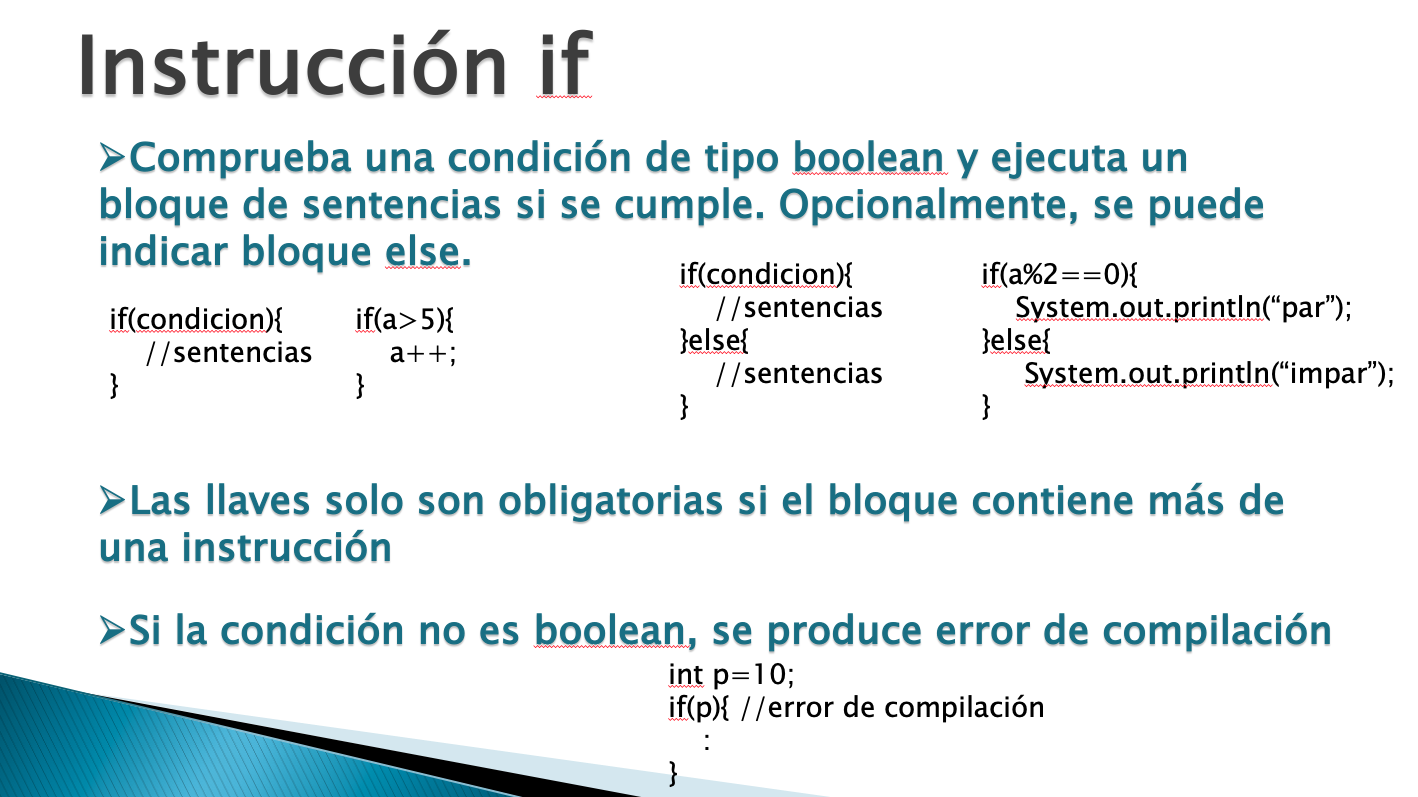 Instrucción if
➢Comprueba una condición de tipo boolean y ejecuta un
bloque de sentencias si se cumple. Opcionalmente, se puede
indicar bloque else.
if(condicion){
//sentencias
}
if(a>5){
a++;
}
if(condicion){
//sentencias
}else{
//sentencias
}
if(a%2==0){
System.out.println(“par”);
}else{
System.out.println(“impar”);
}
➢Las llaves solo son obligatorias si el bloque contiene más de
una instrucción
➢Si la condición no es boolean, se produce error de compilación
int p=10;
if(p){ //error de compilación
:
}